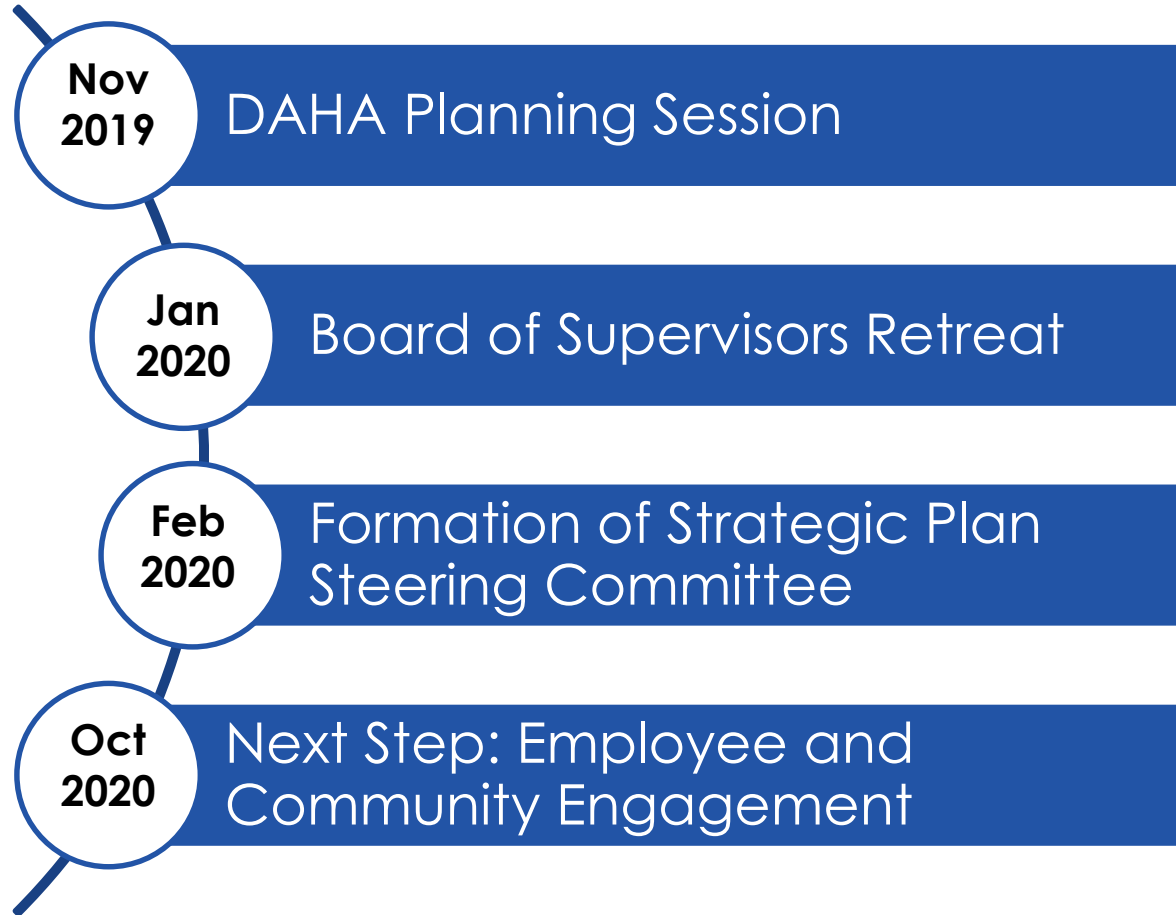 Nov
2019
DAHA Planning Session
Jan
2020
Board of Supervisors Retreat
Feb
2020
Formation of Strategic Plan
Steering Committee
Oct
2020
Next Step: Employee and
Community Engagement